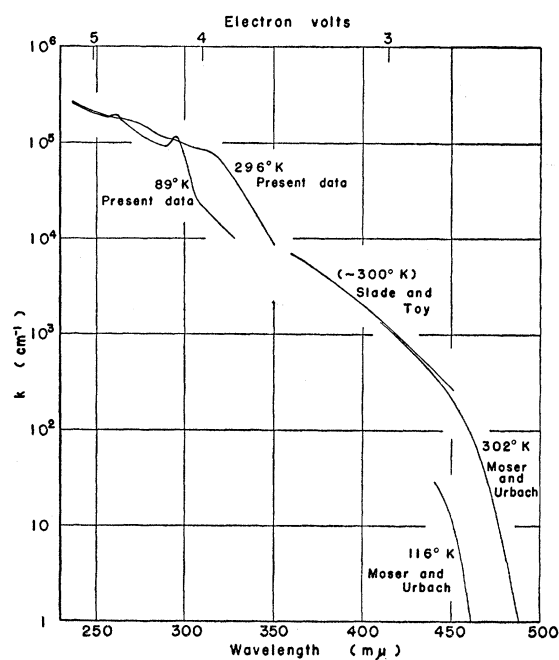 Electron volts
5 4 3
10⁶
10⁵
10⁴
10³
10²
10
1
k (cm⁻¹)
296° K
Present data
89° K
Present data
(~300° K)
Slade and
Toy
302° K
Moser
and
Urbach
116° K
Moser and
Urbach
250 300 350 400 450 500
Wavelength (mμ)